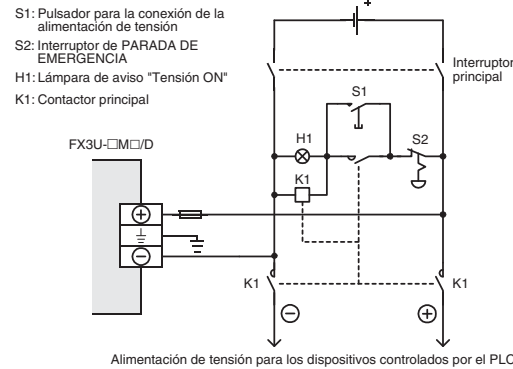 S1: Pulsador para la conexión de la
alimentación de tensión
S2: Interruptor de PARADA DE
EMERGENCIA
H1: Lámpara de aviso "Tensión ON"
K1: Contactor principal
Interruptor
principal
S1
H1
S2
FX3U-□M□/D
K1
K1
K1
Alimentación de tensión para los dispositivos controlados por el PLC